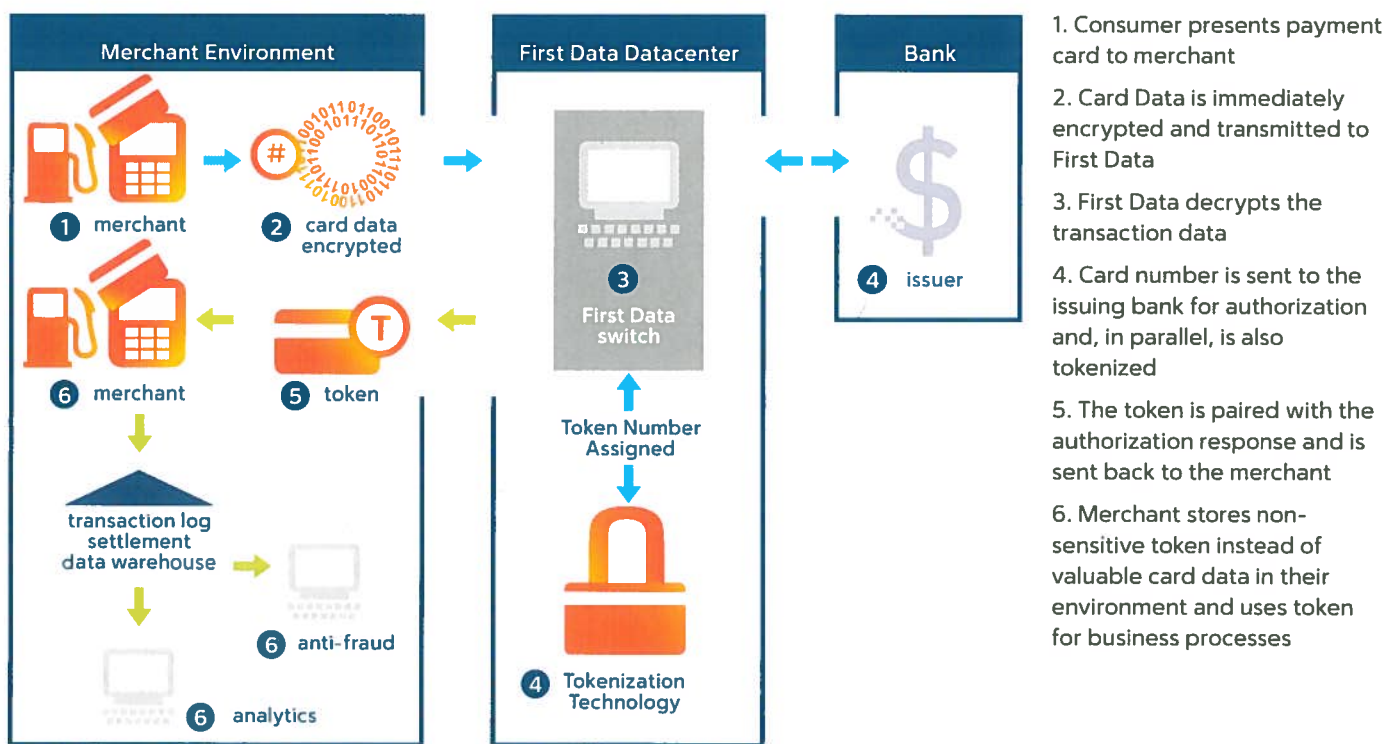 Merchant Environment
First Data Datacenter
Bank
1 merchant
#
2 card data
encrypted
3
First Data
switch
4 issuer
6 merchant
T
5 token
Token Number
Assigned
transaction log
settlement
data warehouse
6 anti-fraud
6 analytics
4 Tokenization
Technology
1. Consumer presents payment
card to merchant
2. Card Data is immediately
encrypted and transmitted to
First Data
3. First Data decrypts the
transaction data
4. Card number is sent to the
issuing bank for authorization
and, in parallel, is also
tokenized
5. The token is paired with the
authorization response and is
sent back to the merchant
6. Merchant stores non-
sensitive token instead of
valuable card data in their
environment and uses token
for business processes